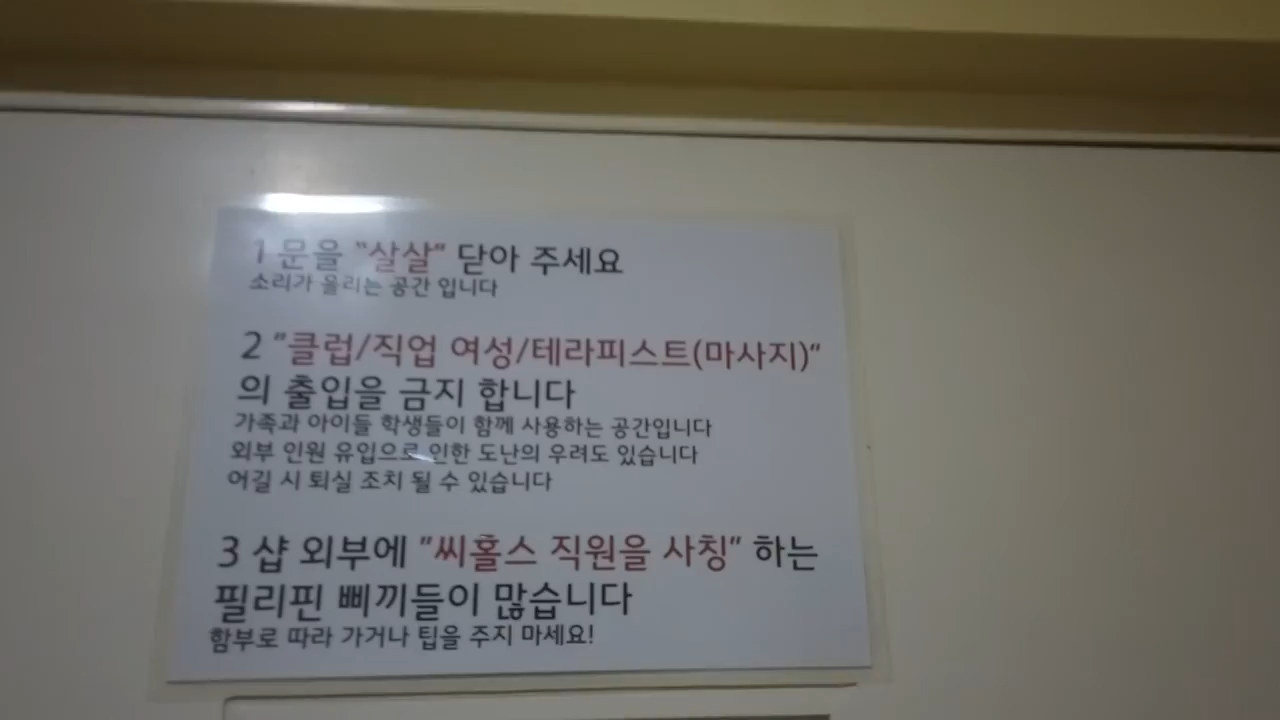 1 문을 "살살" 닫아 주세요
소리가 울리는 공간 입니다
2 "클럽/직업 여성/테라피스트(마사지)"
의 출입을 금지 합니다
가족과 아이들 학생들이 함께 사용하는 공간입니다
외부 인원 유입으로 인한 도난의 우려도 있습니다
어길 시 퇴실 조치 될 수 있습니다
3 샵 외부에 "씨홀스 직원을 사칭" 하는
필리핀 삐끼들이 많습니다
함부로 따라 가거나 팁을 주지 마세요!